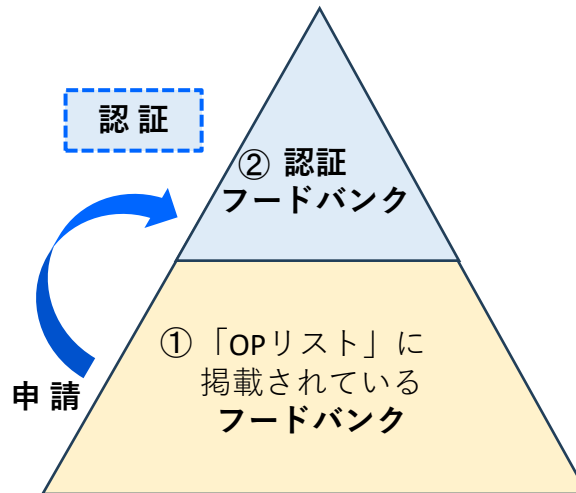 認 証
② 認証
フードバンク
① 「OPリスト」に
掲載されている
フードバンク
申 請